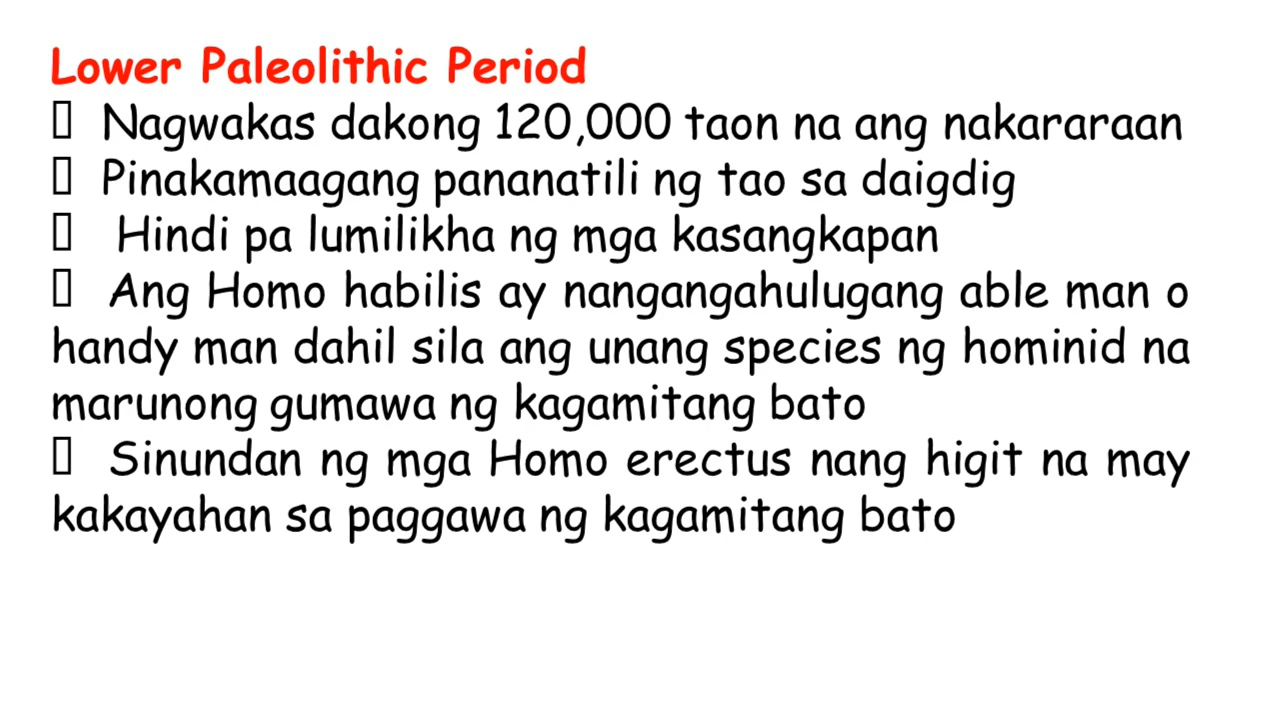 Lower Paleolithic Period
▯ Nagwakas dakong 120,000 taon na ang nakararaan
▯ Pinakamaagang pananatili ng tao sa daigdig
▯ Hindi pa lumilikha ng mga kasangkapan
▯ Ang Homo habilis ay nangangahulugang able man o
handy man dahil sila ang unang species ng hominid na
marunong gumawa ng kagamitang bato
▯ Sinundan ng mga Homo erectus nang higit na may
kakayahan sa paggawa ng kagamitang bato